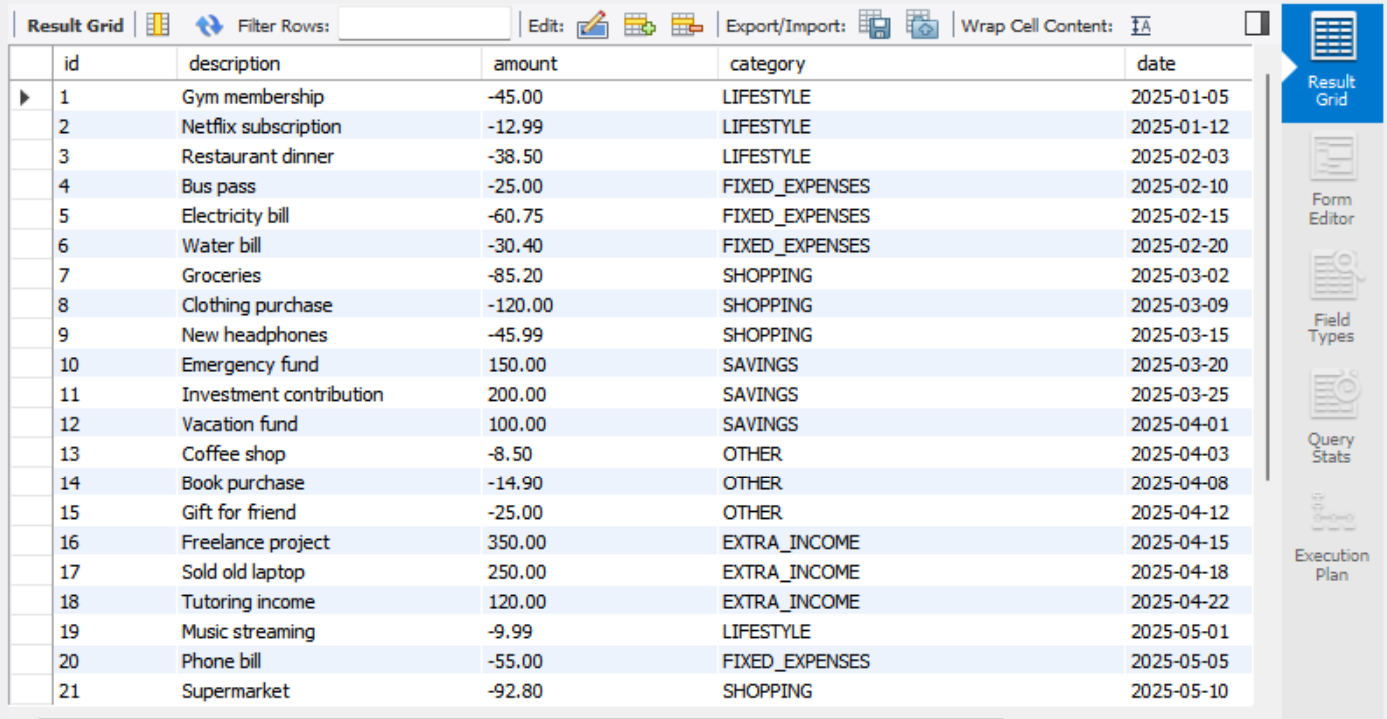 Result Grid Filter Rows: Edit: Export/Import: Wrap Cell Content:
id description amount category date
1 Gym membership -45.00 LIFESTYLE 2025-01-05
2 Netflix subscription -12.99 LIFESTYLE 2025-01-12
3 Restaurant dinner -38.50 LIFESTYLE 2025-02-03
4 Bus pass -25.00 FIXED_EXPENSES 2025-02-10
5 Electricity bill -60.75 FIXED_EXPENSES 2025-02-15
6 Water bill -30.40 FIXED_EXPENSES 2025-02-20
7 Groceries -85.20 SHOPPING 2025-03-02
8 Clothing purchase -120.00 SHOPPING 2025-03-09
9 New headphones -45.99 SHOPPING 2025-03-15
10 Emergency fund 150.00 SAVINGS 2025-03-20
11 Investment contribution 200.00 SAVINGS 2025-03-25
12 Vacation fund 100.00 SAVINGS 2025-04-01
13 Coffee shop -8.50 OTHER 2025-04-03
14 Book purchase -14.90 OTHER 2025-04-08
15 Gift for friend -25.00 OTHER 2025-04-12
16 Freelance project 350.00 EXTRA_INCOME 2025-04-15
17 Sold old laptop 250.00 EXTRA_INCOME 2025-04-18
18 Tutoring income 120.00 EXTRA_INCOME 2025-04-22
19 Music streaming -9.99 LIFESTYLE 2025-05-01
20 Phone bill -55.00 FIXED_EXPENSES 2025-05-05
21 Supermarket -92.80 SHOPPING 2025-05-10
Result
Grid
Form
Editor
Field
Types
Query
Stats
Execution
Plan